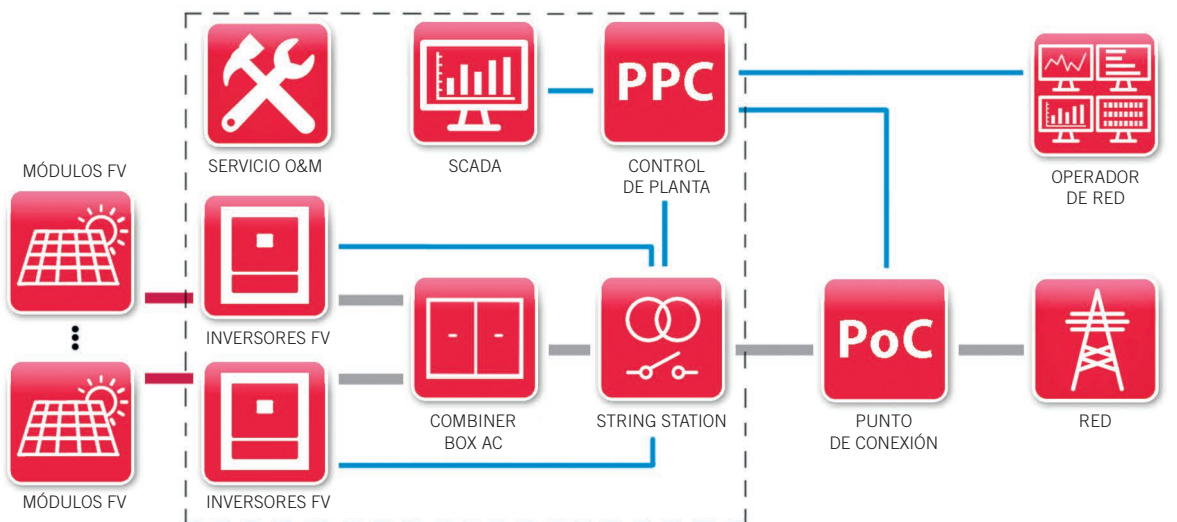 PPC
SERVICIO O&M
SCADA
CONTROL
DE PLANTA
OPERADOR
DE RED
MÓDULOS FV
INVERSORES FV
PoC
COMBINER
BOX AC
STRING STATION
PUNTO
DE CONEXIÓN
RED
MÓDULOS FV
INVERSORES FV